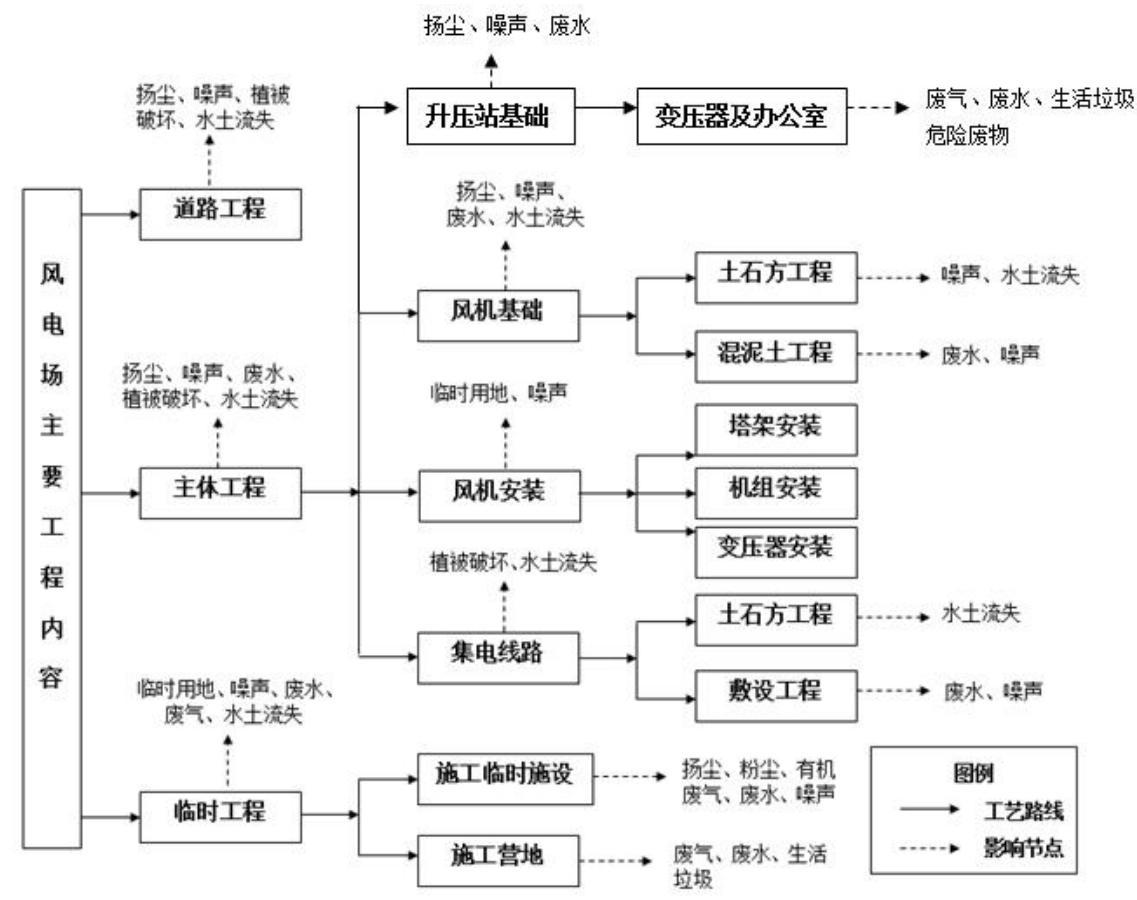 扬尘、噪声、废水
升压站基础
变压器及办公室
废气、废水、生活垃圾
危险废物
扬尘、噪声、植被
破坏、水土流失
道路工程
扬尘、噪声、
废水、水土流失
风机基础
土石方工程
噪声、水土流失
混泥土工程
废水、噪声
风电场主要工程内容
扬尘、噪声、废水、
植被破坏、水土流失
主体工程
临时用地、噪声
风机安装
塔架安装
机组安装
变压器安装
植被破坏、水土流失
集电线路
土石方工程
水土流失
敷设工程
废水、噪声
临时用地、噪声、废水、
废气、水土流失
临时工程
施工临时施设
扬尘、粉尘、有机
废气、废水、噪声
施工营地
废气、废水、生活
垃圾
图例
工艺路线
影响节点